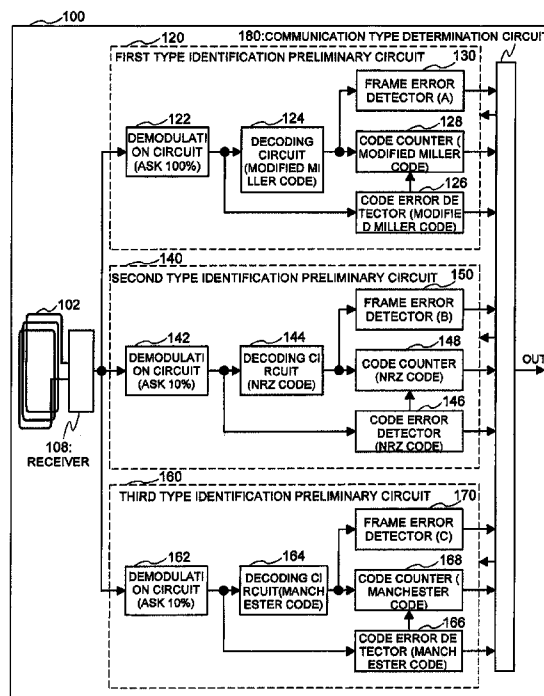 100
180:COMMUNICATION TYPE DETERMINATION CIRCUIT
120
FIRST TYPE IDENTIFICATION PRELIMINARY CIRCUIT
130
FRAME ERROR
DETECTOR (A)
122
DEMODULATI
ON CIRCUIT
(ASK 100%)
124
DECODING
CIRCUIT
(MODIFIED MI
LLER CODE)
128
CODE COUNTER (
MODIFIED MILLER
CODE)
126
CODE ERROR DE
TECTOR (MODIFIE
D MILLER CODE)
140
SECOND TYPE IDENTIFICATION PRELIMINARY CIRCUIT
150
FRAME ERROR
DETECTOR (B)
102
142
DEMODULATI
ON CIRCUIT
(ASK 10%)
144
DECODING CI
RCUIT
(NRZ CODE)
148
CODE COUNTER
(NRZ CODE)
OUT
146
CODE ERROR
DETECTOR
(NRZ CODE)
108:
RECEIVER
160
THIRD TYPE IDENTIFICATION PRELIMINARY CIRCUIT
170
FRAME ERROR
DETECTOR (C)
162
DEMODULATI
ON CIRCUIT
(ASK 10%)
164
DECODING CI
RCUIT(MANCH
ESTER CODE)
168
CODE COUNTER (
MANCHESTER
CODE)
166
CODE ERROR DE
TECTOR (MANCH
ESTER CODE)